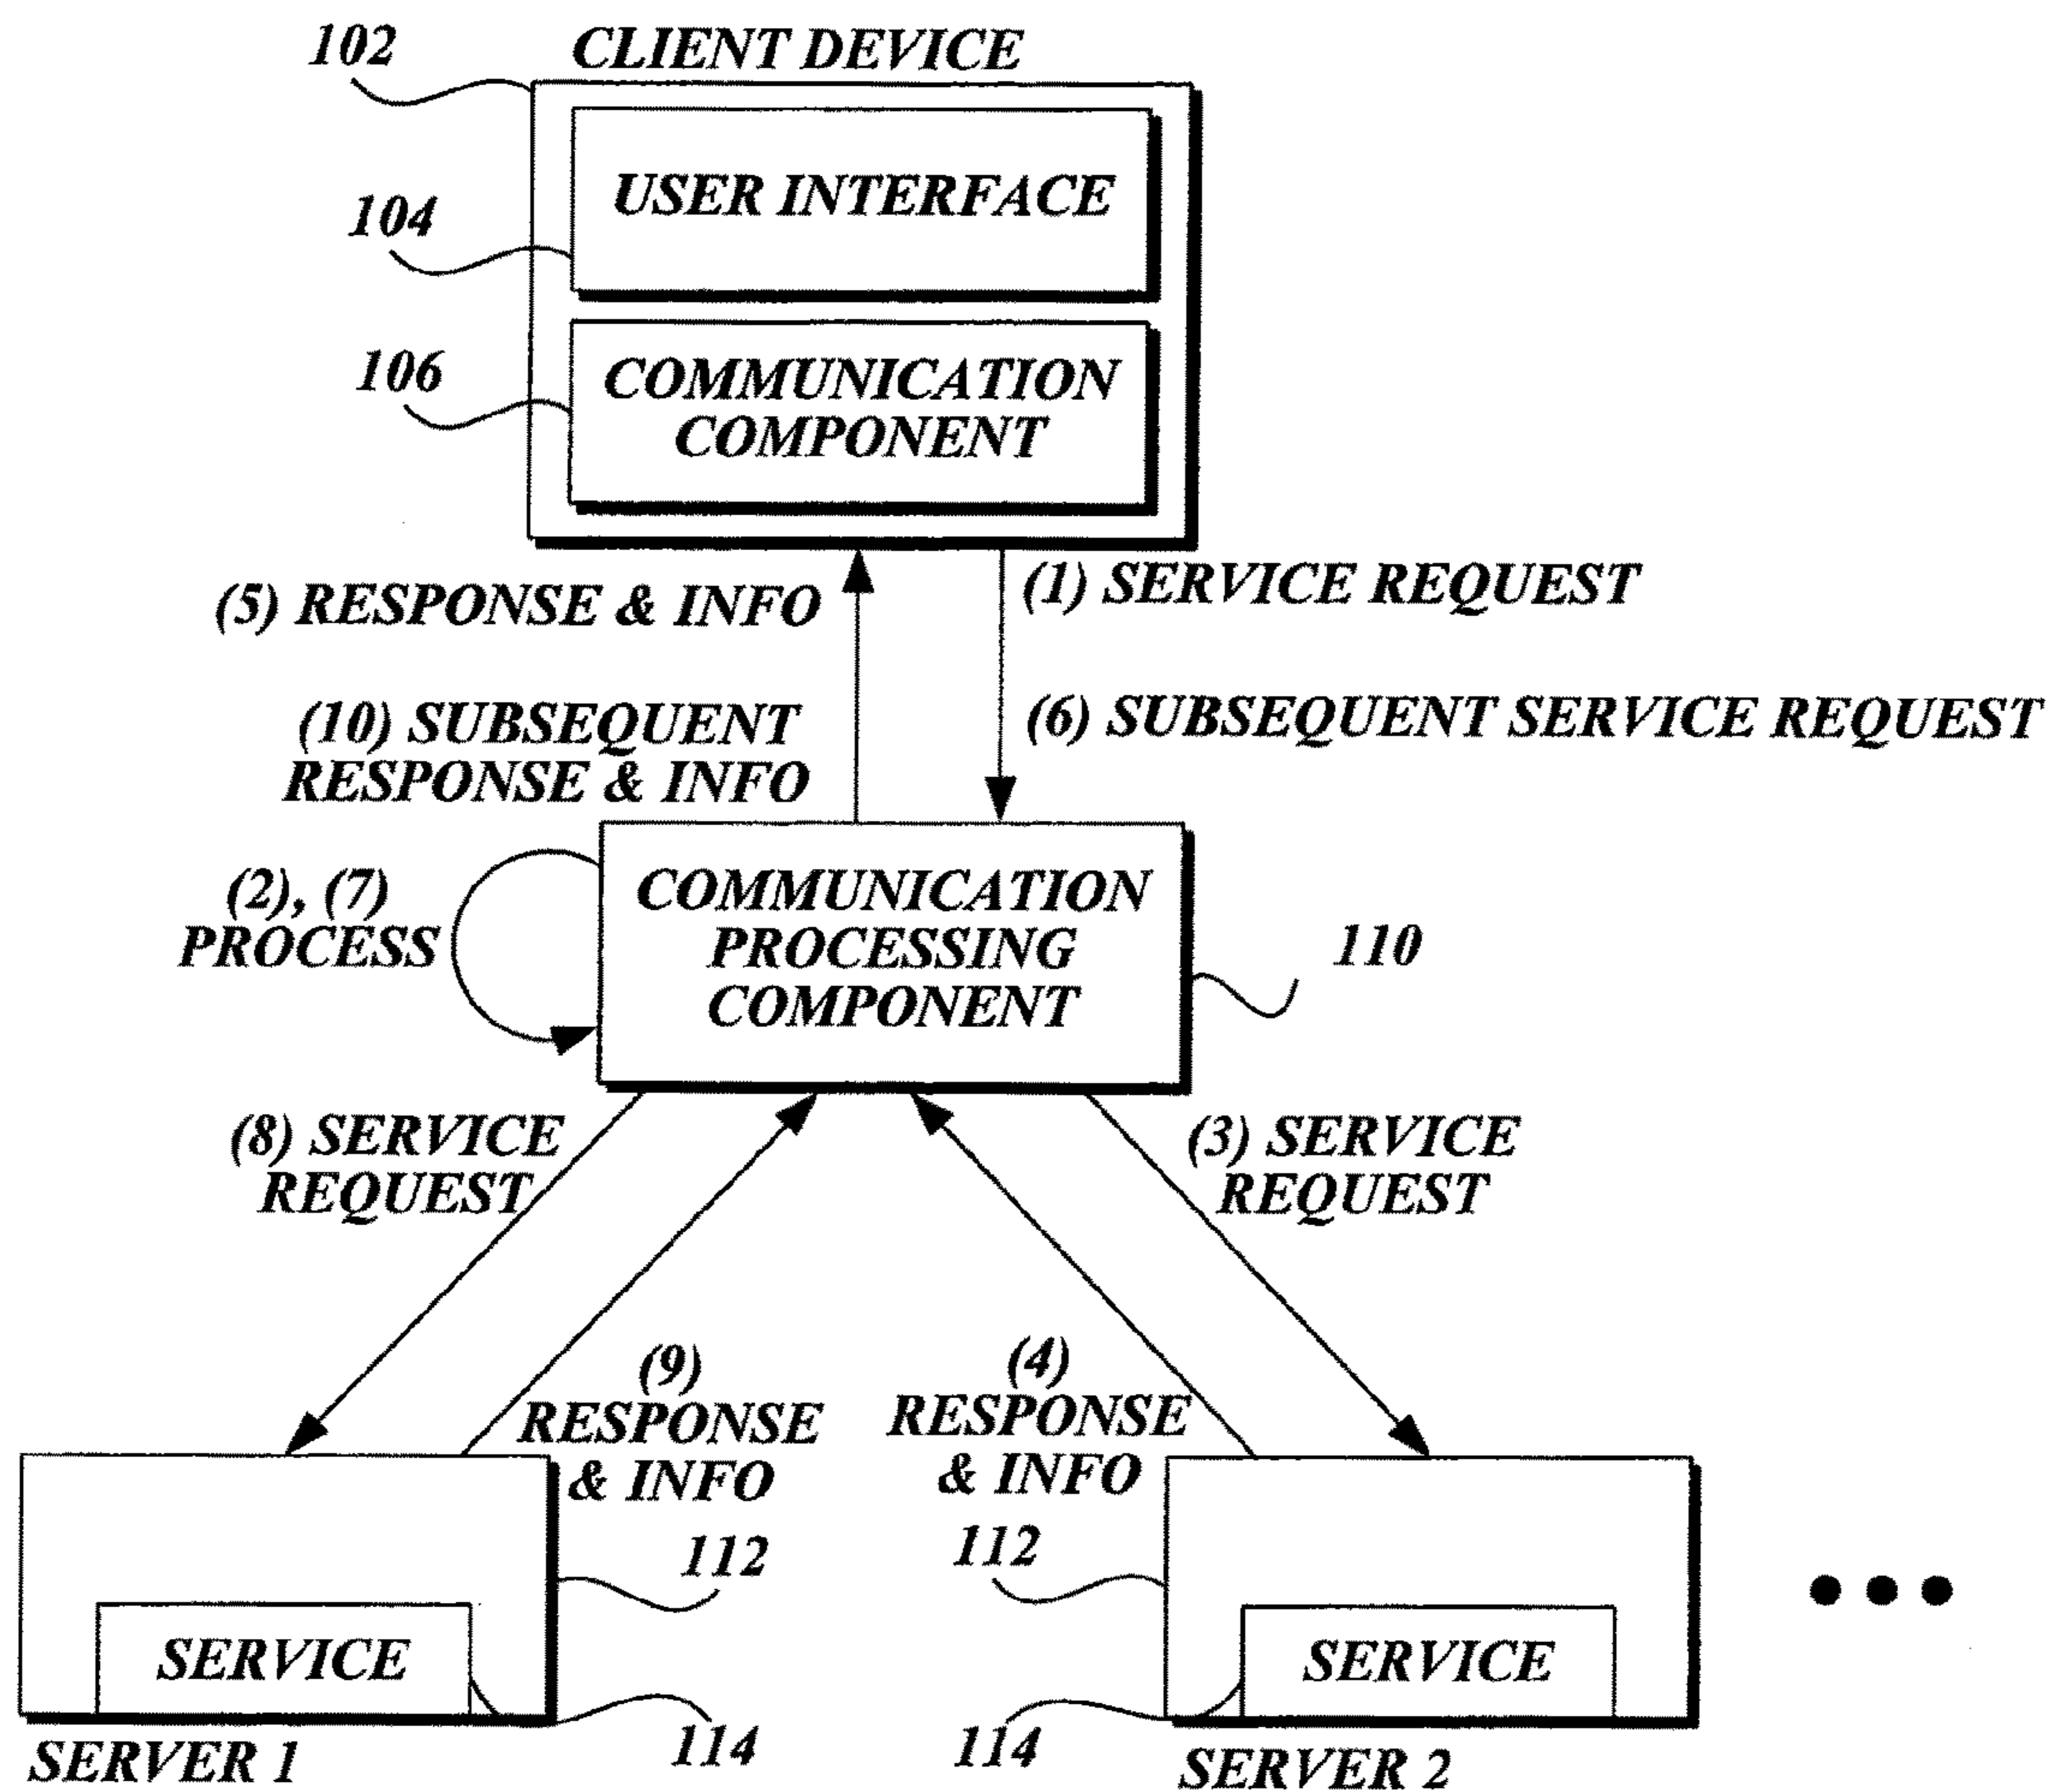 102
CLIENT DEVICE
104
USER INTERFACE
106
COMMUNICATION
COMPONENT
(5) RESPONSE & INFO
(1) SERVICE REQUEST
(10) SUBSEQUENT
RESPONSE & INFO
(6) SUBSEQUENT SERVICE REQUEST
(2), (7)
PROCESS
COMMUNICATION
PROCESSING
COMPONENT
110
(8) SERVICE
REQUEST
(3) SERVICE
REQUEST
(9)
RESPONSE
& INFO
(4)
RESPONSE
& INFO
112
112
SERVICE
SERVICE
114
114
SERVER 1
SERVER 2